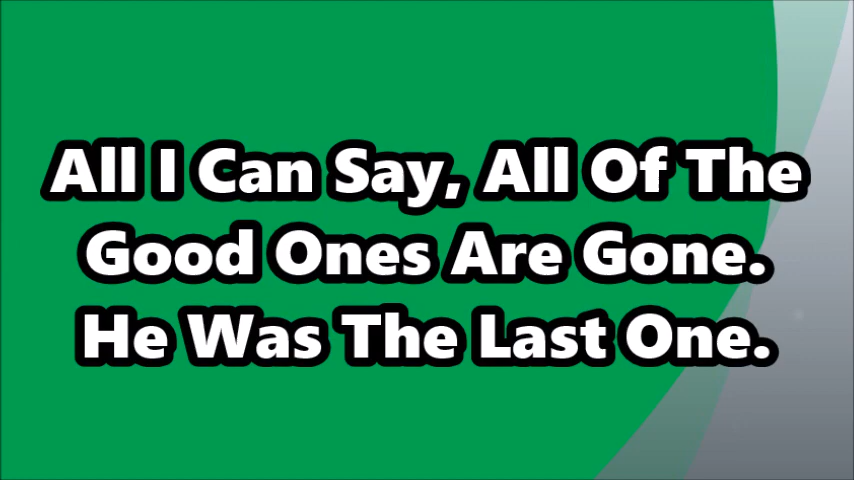 All I Can Say, All Of The
Good Ones Are Gone.
He Was The Last One.